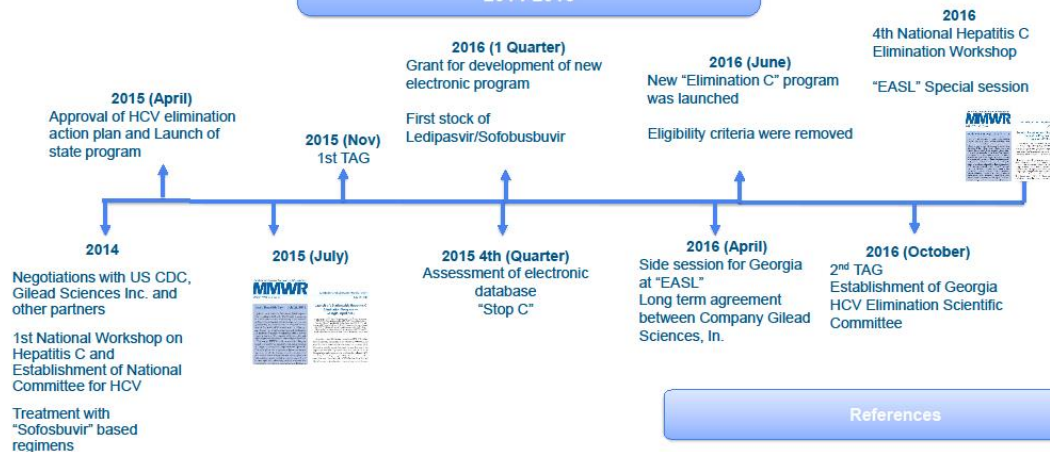 2016
4th National Hepatitis C
Elimination Workshop
"EASL" Special session
2016 (1 Quarter)
Grant for development of new
electronic program
First stock of
Ledipasvir/Sofobusbuvir
2016 (June)
New "Elimination C" program
was launched
Eligibility criteria were removed
2015 (April)
Approval of HCV elimination
action plan and Launch of
state program
2015 (Nov)
1st TAG
MMWR
2014
Negotiations with US CDC,
Gilead Sciences Inc. and
other partners
1st National Workshop on
Hepatitis C and
Establishment of National
Committee for HCV
Treatment with
"Sofosbuvir" based
regimens
2015 (July)
MMWR
2015 4th (Quarter)
Assessment of electronic
database
"Stop C"
2016 (April)
Side session for Georgia
at "EASL"
Long term agreement
between Company Gilead
Sciences, In.
2016 (October)
2nd TAG
Establishment of Georgia
HCV Elimination Scientific
Committee
References